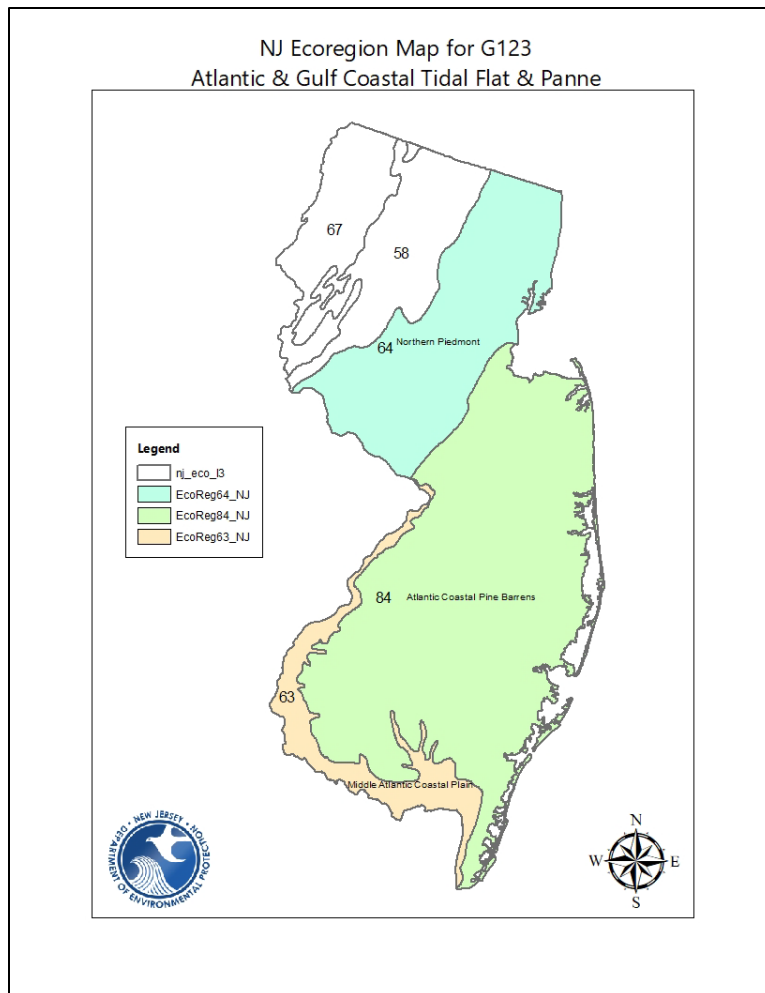 NJ Ecoregion Map for G123
Atlantic & Gulf Coastal Tidal Flat & Panne
67
58
64
Northern Piedmont
Legend
nj_eco_l3
EcoReg64_NJ
EcoReg84_NJ
EcoReg63_NJ
84
Atlantic Coastal Pine Barrens
63
Middle Atlantic Coastal Plain
• NEW JERSEY •
DEPARTMENT OF ENVIRONMENTAL PROTECTION
N
W
E
S